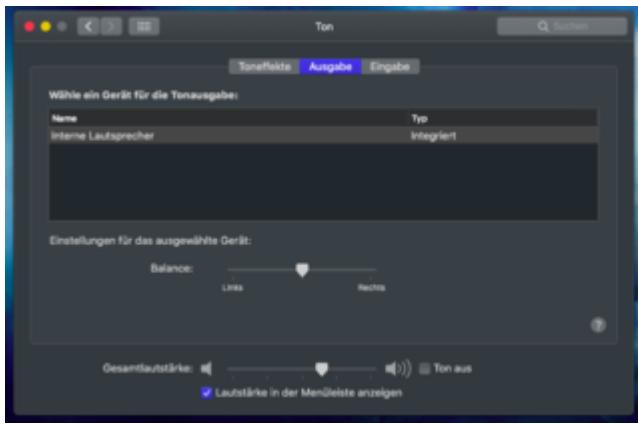 Ton
Suchen
Toneffekte Ausgabe Eingabe
Wähle ein Gerät für die Tonausgabe:
Name Typ
Interne Lautsprecher Integriert
Einstellungen für das ausgewählte Gerät:
Balance:
Links Rechts
?
Gesamtlautstärke: Ton aus
Lautstärke in der Menüleiste anzeigen